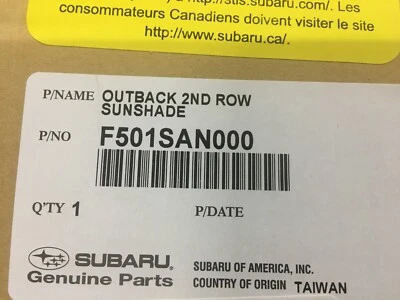 à http://stis.subaru.com/. Les
consommateurs Canadiens doivent visiter le site
http://www.subaru.ca/.
P/NAME OUTBACK 2ND ROW
SUNSHADE
P/NO F501SAN000
Q'TY 1 P/DATE
SUBARU®
Genuine Parts
SUBARU OF AMERICA, INC.
COUNTRY OF ORIGIN TAIWAN